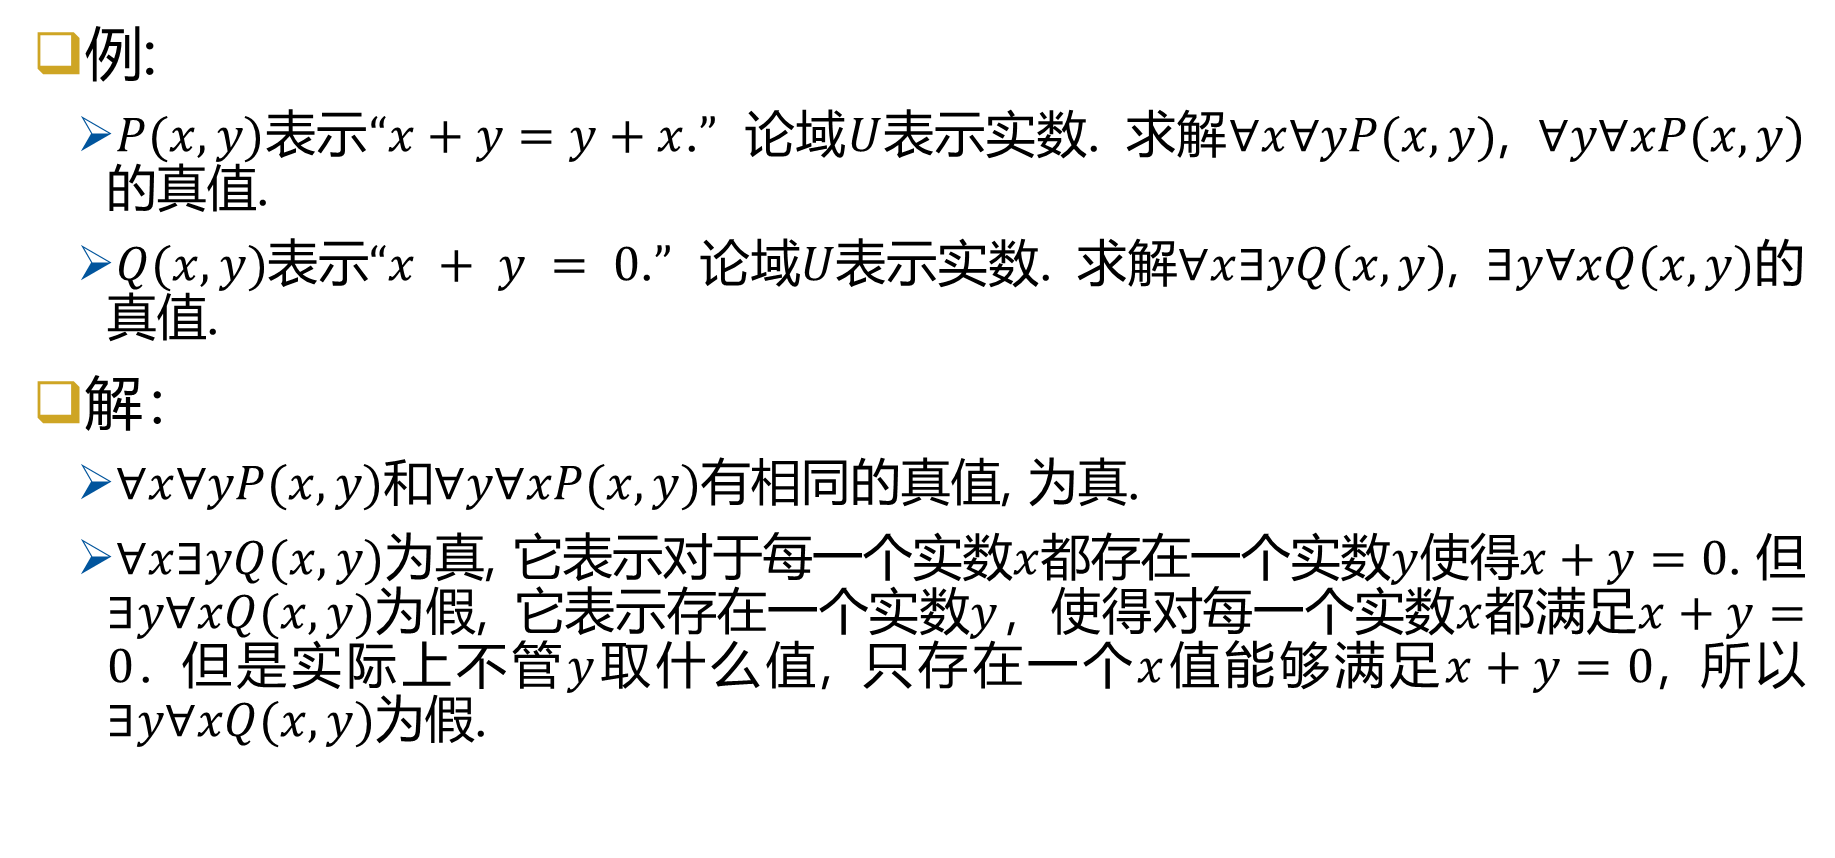 例:
P(x, y)表示“x + y = y + x.” 论域U表示实数. 求解∀x∀yP(x, y), ∀y∀xP(x, y)
的真值.
Q(x, y)表示“x + y = 0.” 论域U表示实数. 求解∀x∃yQ(x, y), ∃y∀xQ(x, y)的
真值.
解:
∀x∀yP(x, y)和∀y∀xP(x, y)有相同的真值, 为真.
∀x∃yQ(x, y)为真, 它表示对于每一个实数x都存在一个实数y使得x + y = 0. 但
∃y∀xQ(x, y)为假, 它表示存在一个实数y, 使得对每一个实数x都满足x + y =
0. 但是实际上不管y取什么值, 只存在一个x值能够满足x + y = 0, 所以
∃y∀xQ(x, y)为假.